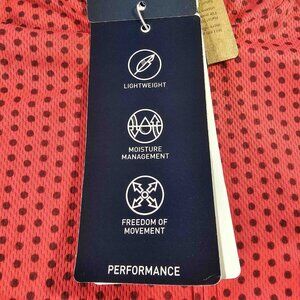 LIGHTWEIGHT
MOISTURE
MANAGEMENT
FREEDOM OF
MOVEMENT
PERFORMANCE